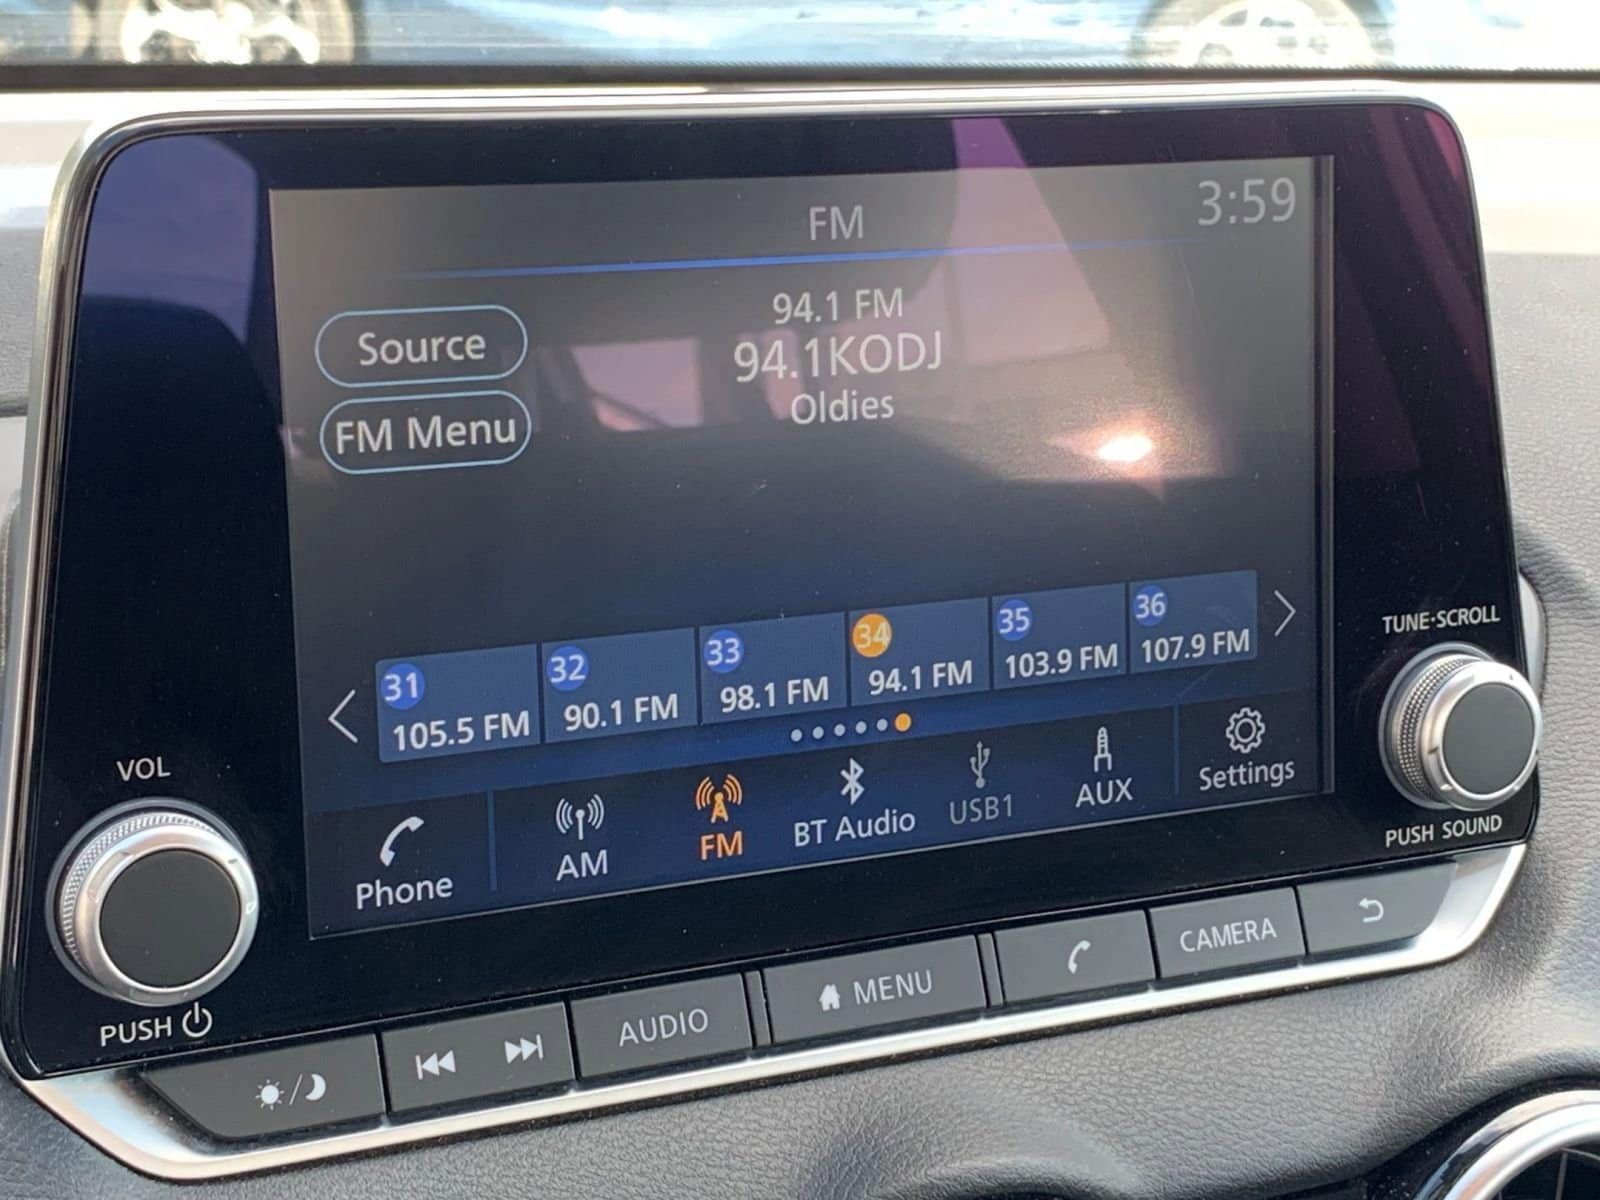 FM
3:59
94.1 FM
94.1KODJ
Oldies
Source
FM Menu
31
105.5 FM
32
90.1 FM
33
98.1 FM
34
94.1 FM
35
103.9 FM
36
107.9 FM
Phone
AM
FM
BT Audio
USB1
AUX
Settings
VOL
PUSH
TUNE·SCROLL
PUSH SOUND
AUDIO
MENU
CAMERA